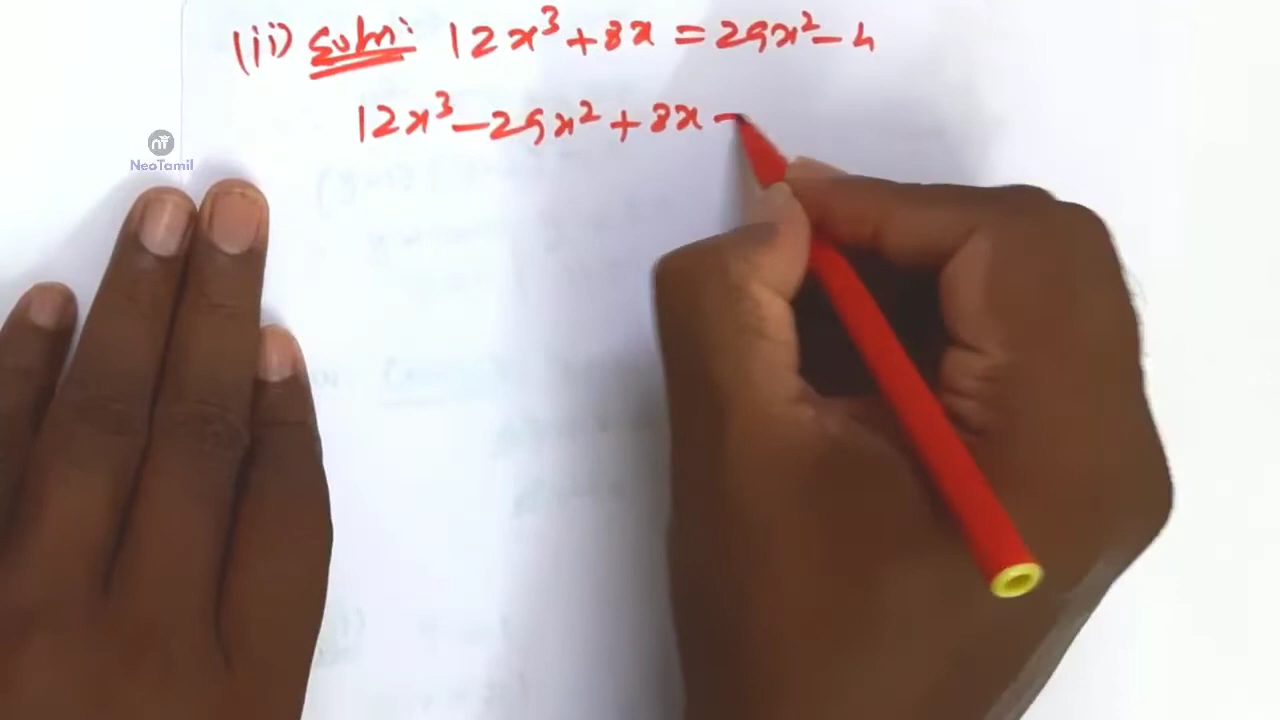 (ii) Soln: 12x³ + 8x = 29x² - 4
NeoTamil
12x³ - 29x² + 8x -